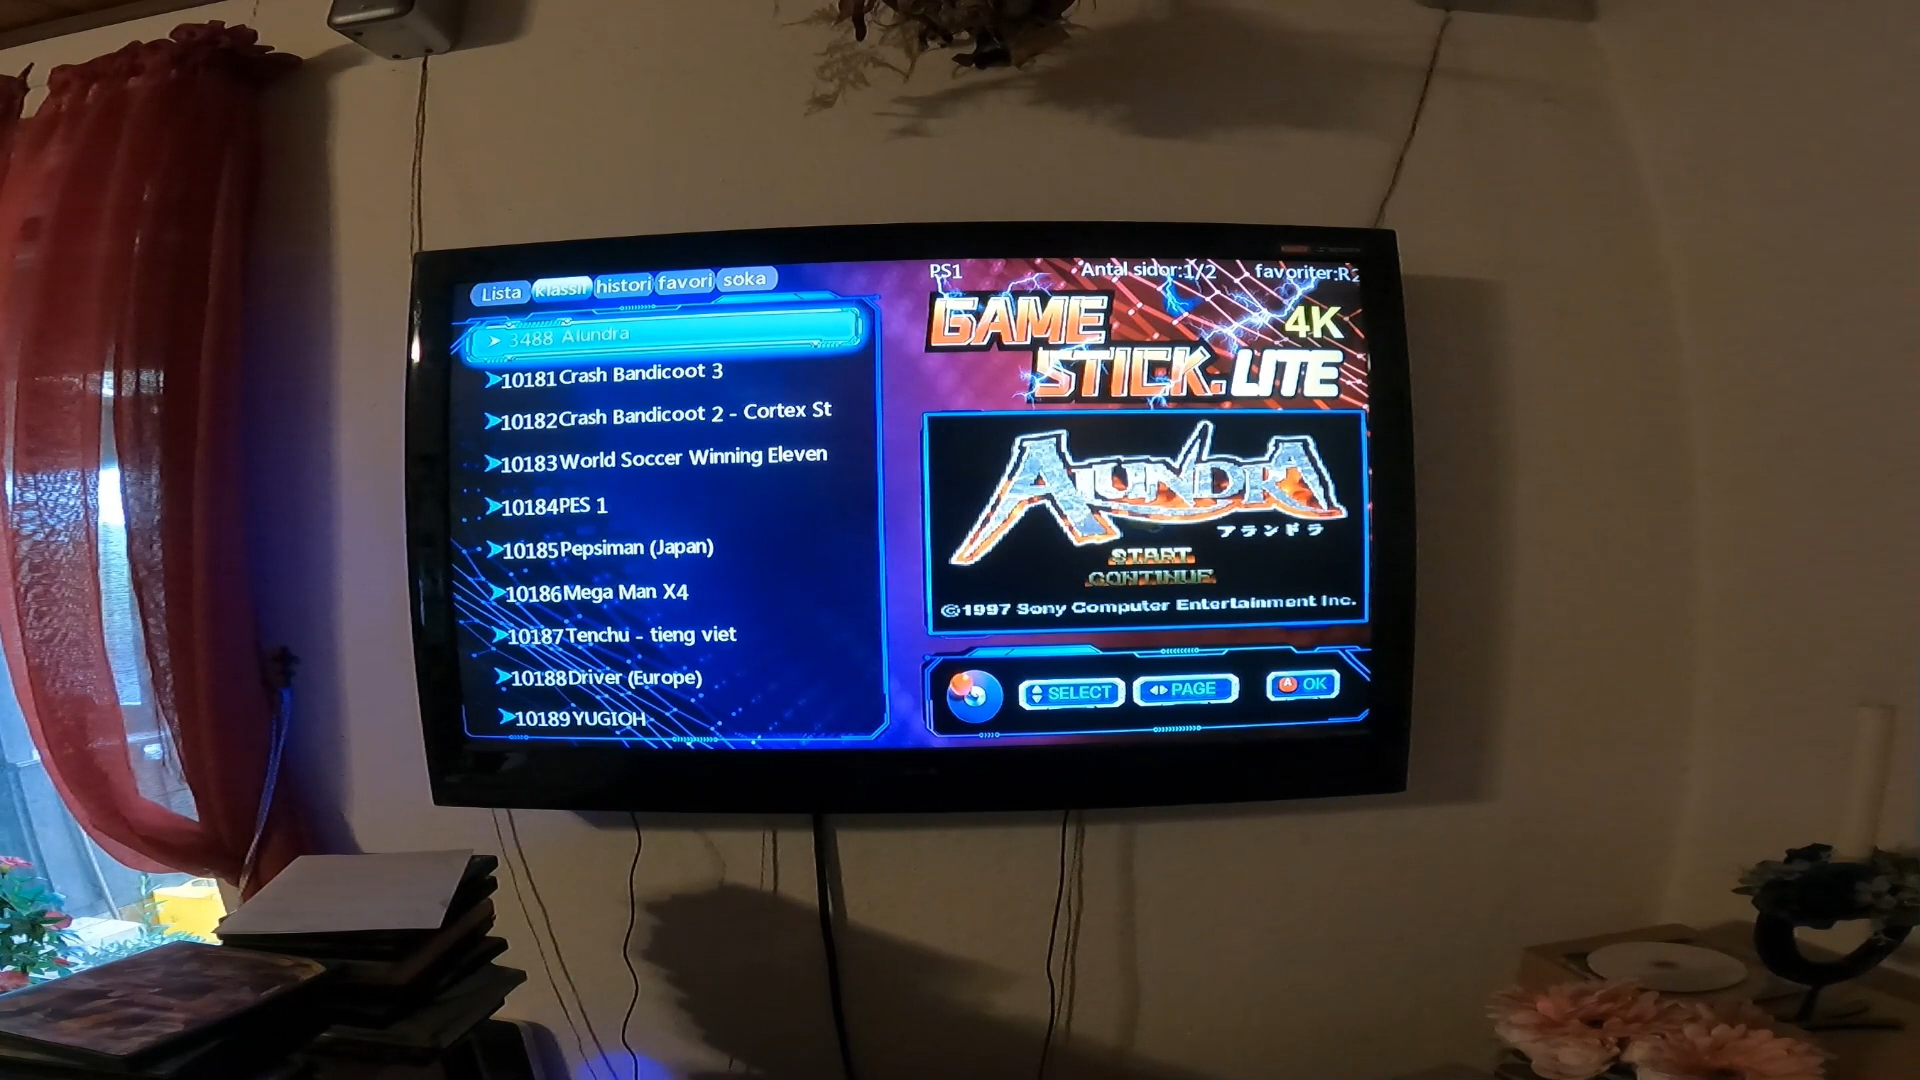 Lista klassif histori favori soka
PS1 Antal sidor:1/2 favoriter:R2
3488 Alundra
10181 Crash Bandicoot 3
10182 Crash Bandicoot 2 - Cortex St
10183 World Soccer Winning Eleven
10184 PES 1
10185 Pepsiman (Japan)
10186 Mega Man X4
10187 Tenchu - tieng viet
10188 Driver (Europe)
10189 YUGIOH
GAME
STICK.LITE
4K
ALUNDRA
アランドラ
START
CONTINUE
©1997 Sony Computer Entertainment Inc.
SELECT PAGE A OK